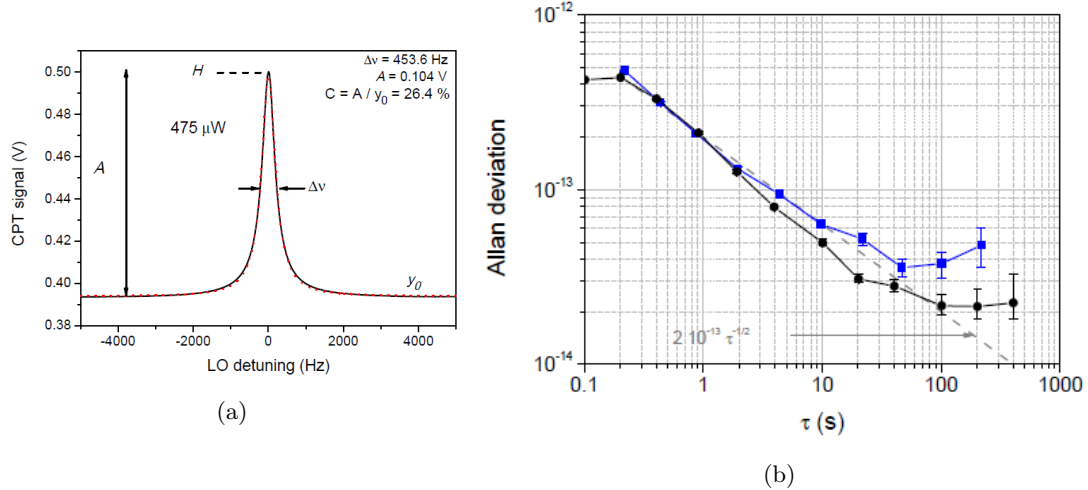 H
Δν = 453.6 Hz
A = 0.104 V
C = A / y₀ = 26.4 %
475 μW
A
Δν
y₀
CPT signal (V)
0.50
0.48
0.46
0.44
0.42
0.40
0.38
-4000
-2000
0
2000
4000
LO detuning (Hz)
(a)
Allan deviation
10⁻¹²
10⁻¹³
10⁻¹⁴
2 10⁻¹³ τ⁻¹/²
0.1
1
10
100
1000
τ (s)
(b)